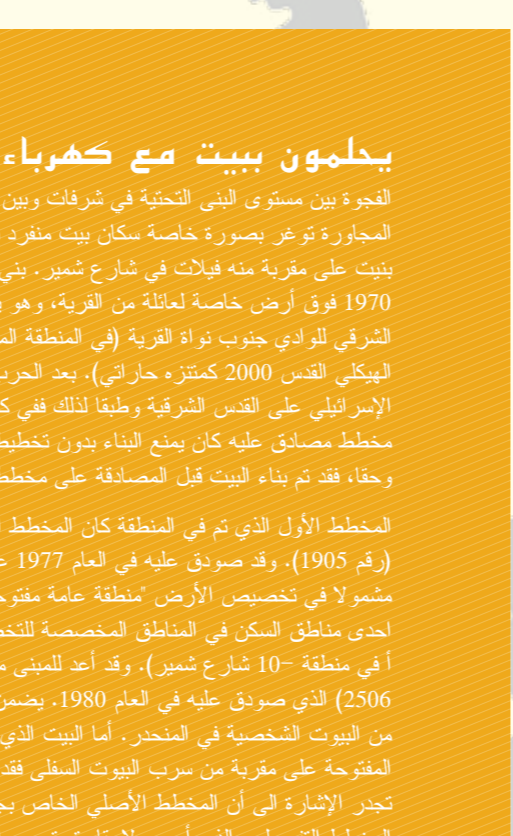 يحلمون ببيت مع كهرباء
الفجوة بين مستوى البنى التحتية في شرفات وبين
المجاورة توغر بصورة خاصة سكان بيت منفرد
بنيت على مقربة منه فيلات في شارع شمير. بني
1970 فوق أرض خاصة لعائلة من القرية، وهو
الشرقي للوادي جنوب نواة القرية (في المنطقة
الهيكلي القدس 2000 كمتنزه حاراتي). بعد الحرب
الإسرائيلي على القدس الشرقية وطبقا لذلك ففي
مخطط مصادق عليه كان يمنع البناء بدون تخطيط
وحقا، فقد تم بناء البيت قبل المصادقة على مخطط
المخطط الأول الذي تم في المنطقة كان المخطط
(رقم 1905). وقد صودق عليه في العام 1977
مشمولا في تخصيص الأرض "منطقة عامة مفتوحة
احدى مناطق السكن في المناطق المخصصة
أ في منطقة –10 شارع شمير). وقد أعد للمبنى
2506) الذي صودق عليه في العام 1980. يضمن
من البيوت الشخصية في المنحدر. أما البيت الذي
المفتوحة على مقربة من سرب البيوت السفلى فقد
تجدر الإشارة الى أن المخطط الأصلي الخاص